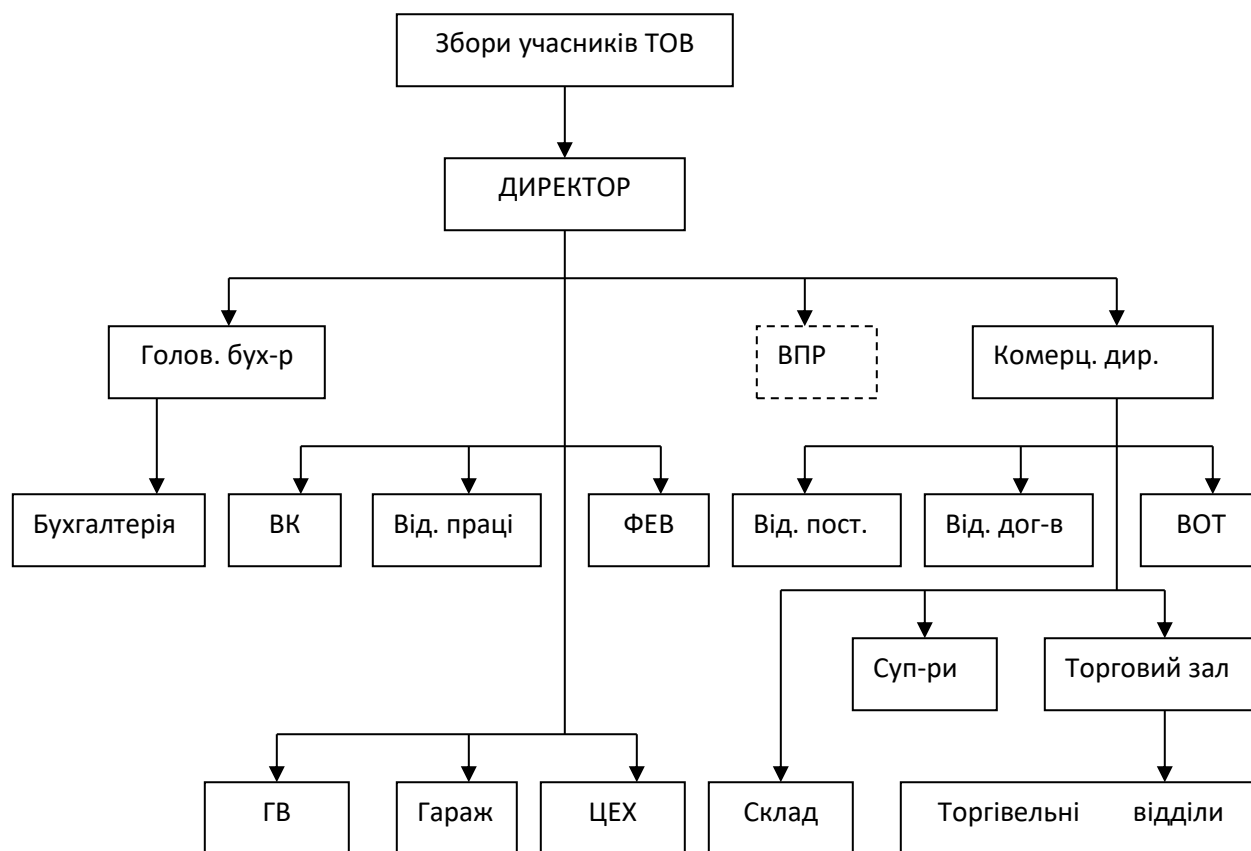 Збори учасників ТОВ
ДИРЕКТОР
Голов. бух-р
ВПР
Комерц. дир.
Бухгалтерія
ВК
Від. праці
ФЕВ
Від. пост.
Від. дог-в
ВОТ
Суп-ри
Торговий зал
ГВ
Гараж
ЦЕХ
Склад
Торгівельні відділи